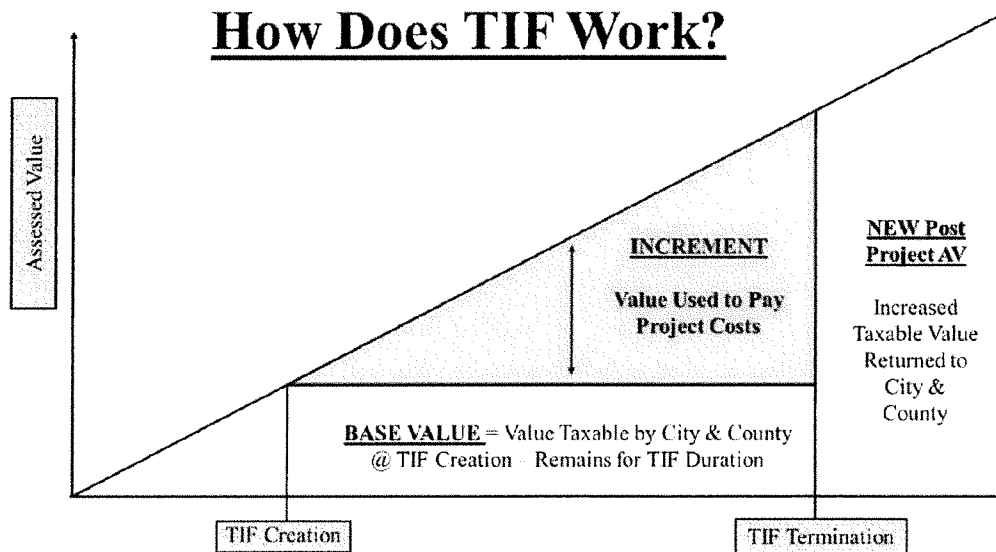 How Does TIF Work?
Assessed Value
INCREMENT
Value Used to Pay
Project Costs
NEW Post
Project AV
Increased
Taxable Value
Returned to
City &
County
BASE VALUE = Value Taxable by City & County
@ TIF Creation – Remains for TIF Duration
TIF Creation
TIF Termination